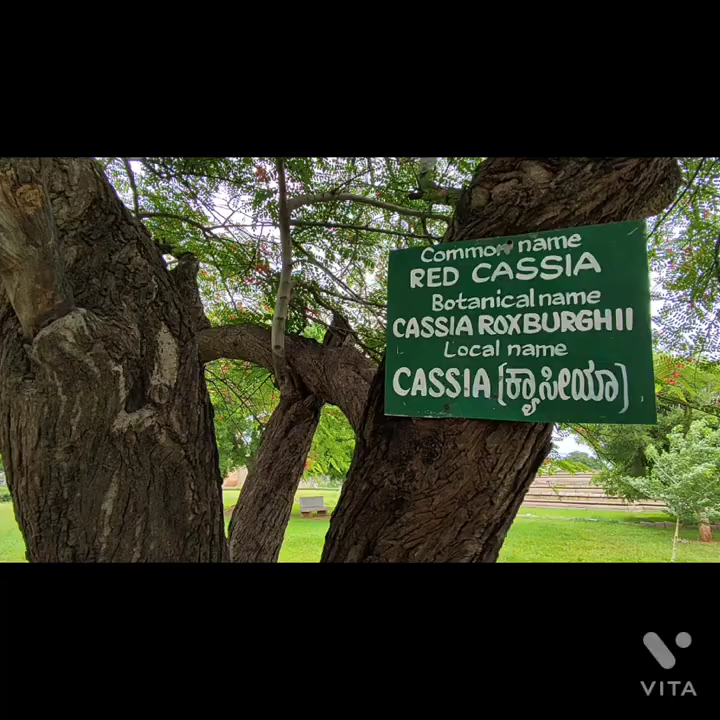 Common name
RED CASSIA
Botanical name
CASSIA ROXBURGHII
Local name
CASSIA [ಕ್ಯಾಸೀಯಾ]
VITA